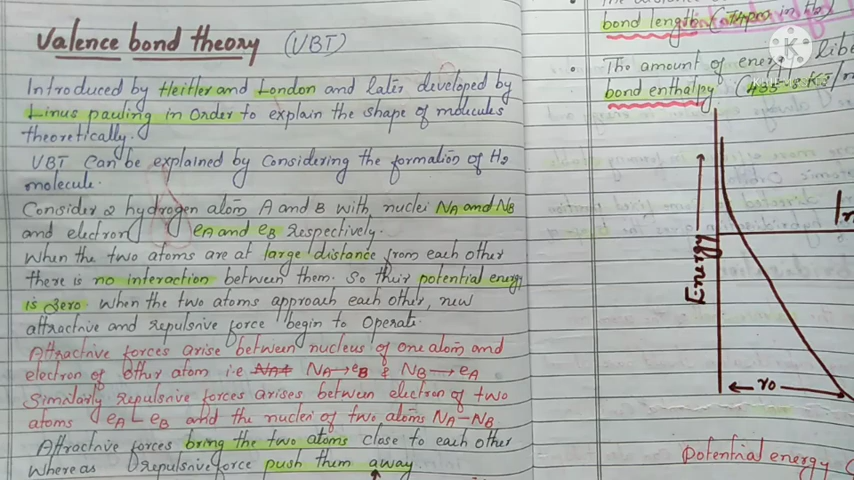 Valence bond theory (VBT)
Introduced by Heitler and London and later developed by
Linus pauling in order to explain the shape of molecules
theoretically.
VBT can be explained by considering the formation of H2
molecule.
Consider 2 hydrogen atom A and B with nuclei NA and NB
and electron eA and eB respectively.
When the two atoms are at large distance from each other
there is no interaction between them. So their potential energy
is zero when the two atoms approach each other, new
attractive and repulsive force begin to operate.
Attractive forces arise between nucleus of one atom and
electron of other atom i.e NA → eB & NB → eA
Similarly repulsive forces arises between electron of two
atoms eA - eB and the nuclei of two atoms NA - NB
Attractive forces bring the two atoms close to each other
whereas repulsive force push them away
bond length (74pm in H2)
The amount of energy libe
bond enthalpy (435.8 KJ/m
K
Energy
In
r0
Potential energy